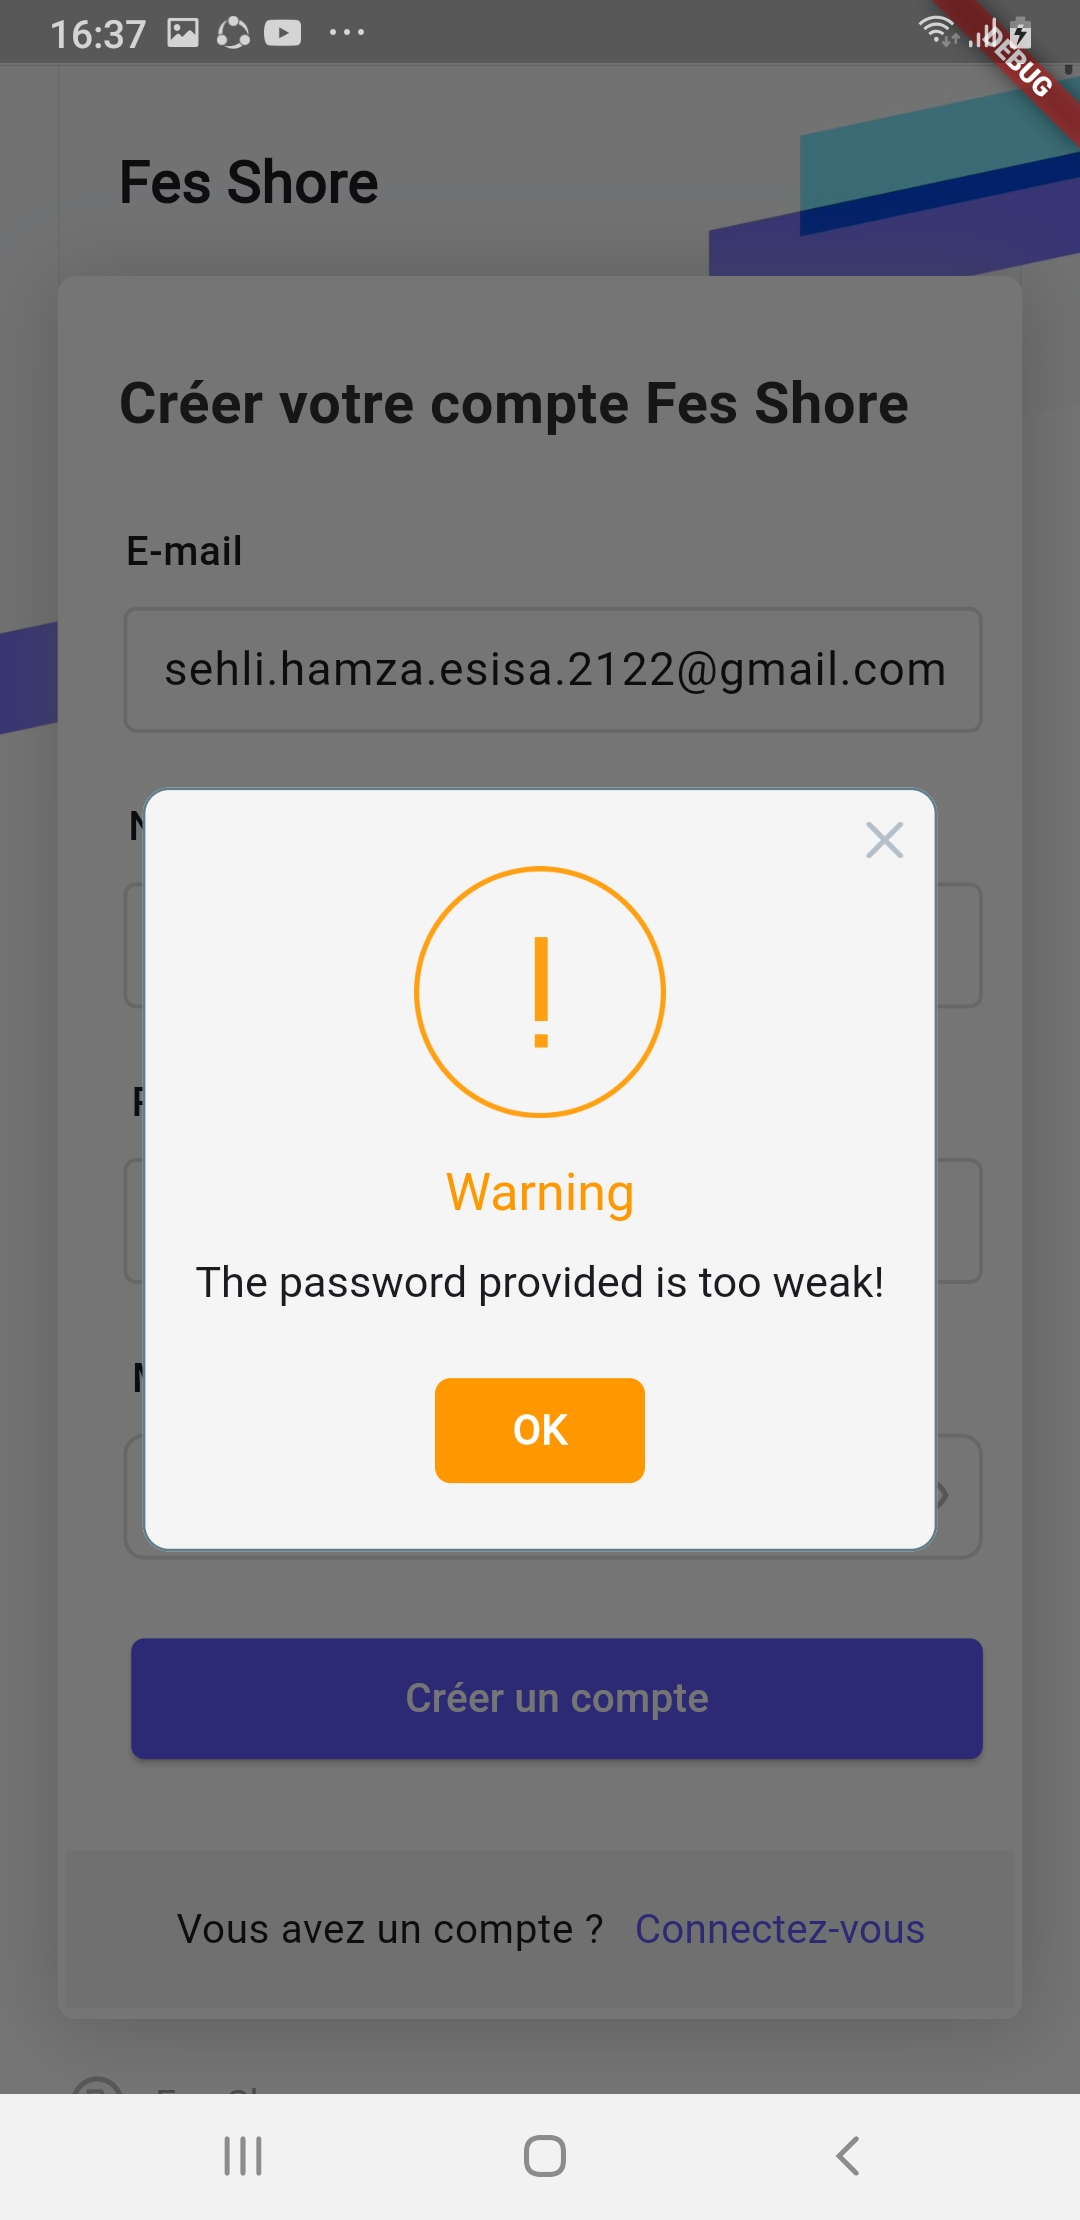 16:37
DEBUG
Fes Shore
Créer votre compte Fes Shore
E-mail
sehli.hamza.esisa.2122@gmail.com
!
Warning
The password provided is too weak!
OK
Créer un compte
Vous avez un compte ? Connectez-vous